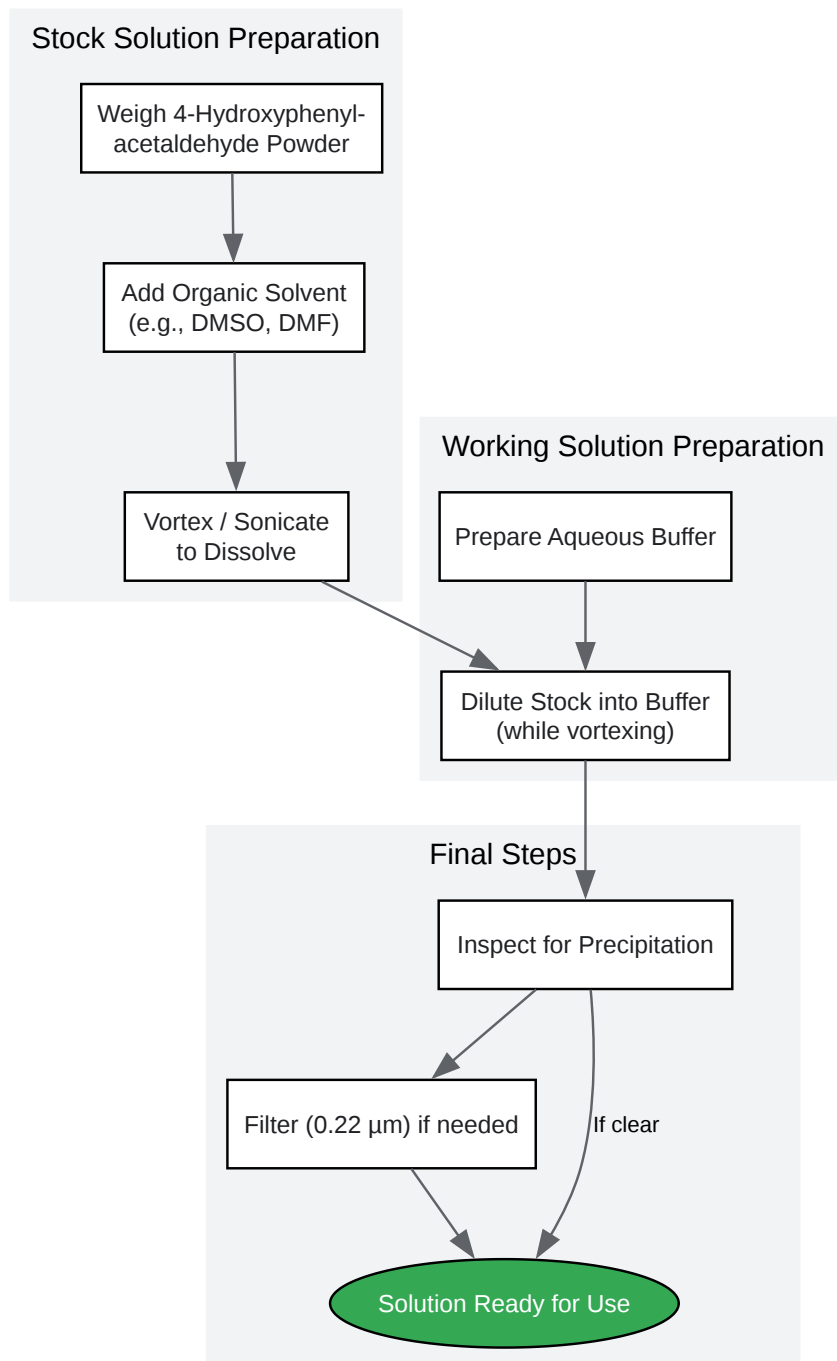 Stock Solution Preparation
Weigh 4-Hydroxyphenyl-
acetaldehyde Powder
Add Organic Solvent
(e.g., DMSO, DMF)
Vortex / Sonicate
to Dissolve
Working Solution Preparation
Prepare Aqueous Buffer
Dilute Stock into Buffer
(while vortexing)
Final Steps
Inspect for Precipitation
Filter (0.22 µm) if needed
If clear
Solution Ready for Use